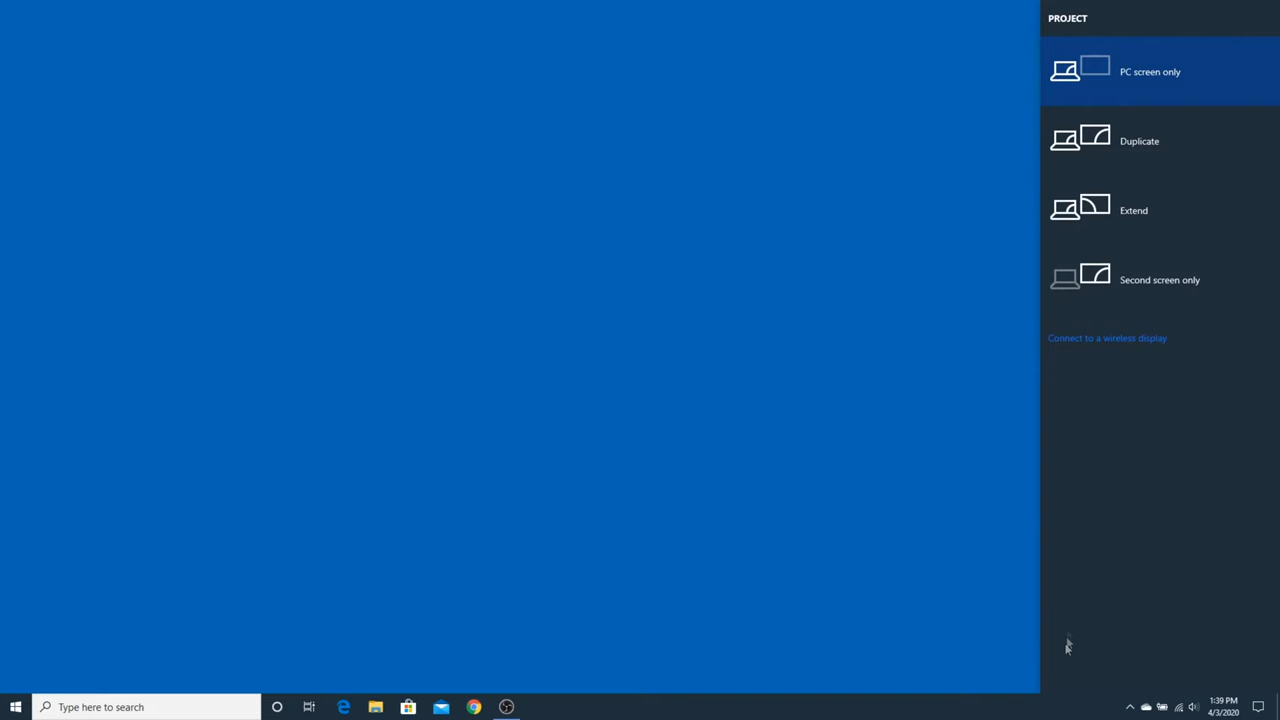 PROJECT
PC screen only
Duplicate
Extend
Second screen only
Connect to a wireless display
Type here to search
1:39 PM
4/3/2020